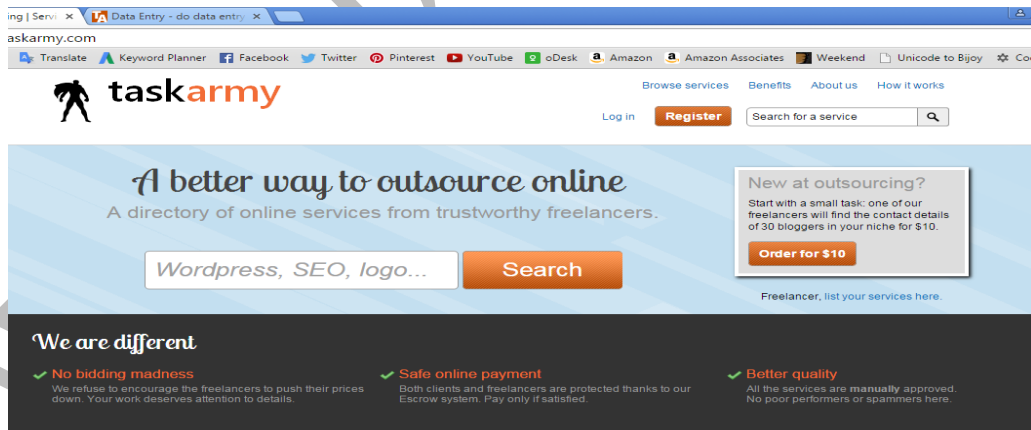 ing | Servi × Data Entry - do data entry ×
askarmy.com
Translate Keyword Planner Facebook Twitter Pinterest YouTube oDesk Amazon Amazon Associates Weekend Unicode to Bijoy Co
taskarmy
Browse services Benefits About us How it works
Log in Register Search for a service
A better way to outsource online
A directory of online services from trustworthy freelancers.
Wordpress, SEO, logo... Search
New at outsourcing?
Start with a small task: one of our
freelancers will find the contact details
of 30 bloggers in your niche for $10.
Order for $10
Freelancer, list your services here.
We are different
No bidding madness
We refuse to encourage the freelancers to push their prices
down. Your work deserves attention to details.
Safe online payment
Both clients and freelancers are protected thanks to our
Escrow system. Pay only if satisfied.
Better quality
All the services are manually approved.
No poor performers or spammers here.